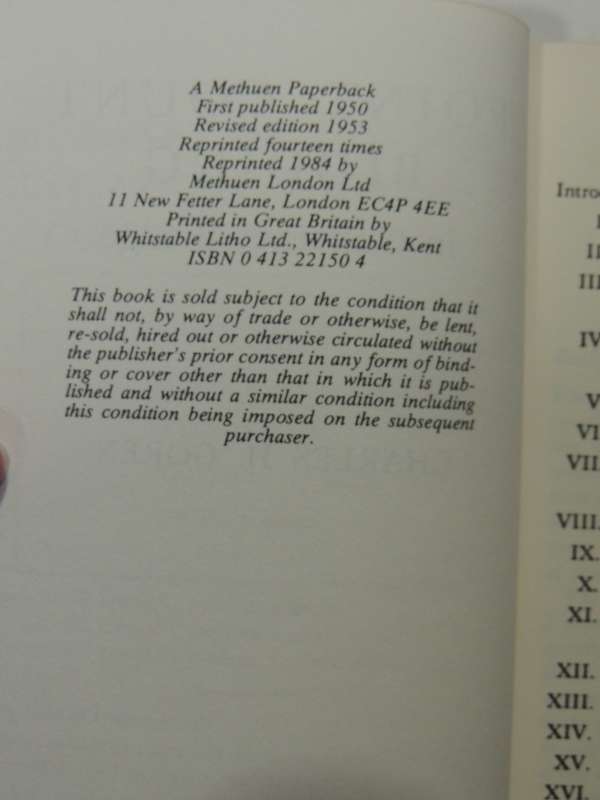 A Methuen Paperback
First published 1950
Revised edition 1953
Reprinted fourteen times
Reprinted 1984 by
Methuen London Ltd
11 New Fetter Lane, London EC4P 4EE
Printed in Great Britain by
Whitstable Litho Ltd., Whitstable, Kent
ISBN 0 413 22150 4
This book is sold subject to the condition that it
shall not, by way of trade or otherwise, be lent,
re-sold, hired out or otherwise circulated without
the publisher's prior consent in any form of bind-
ing or cover other than that in which it is pub-
lished and without a similar condition including
this condition being imposed on the subsequent
purchaser.
Introd
I
II
III
IV
V
VI
VII
VIII.
IX.
X.
XI.
XII.
XIII.
XIV.
XV.
XVI.